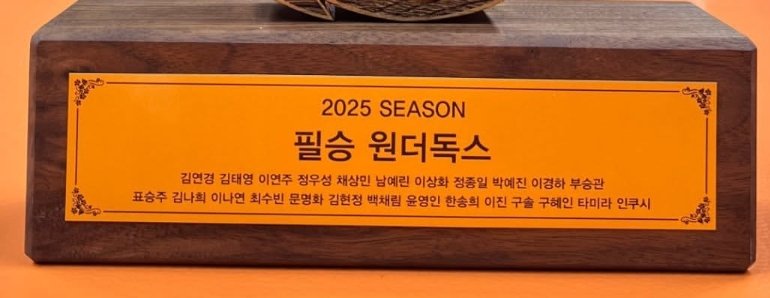 2025 SEASON
필승 원더독스
김연경 김태영 이연주 정우성 채상민 남예린 이상화 정종일 박예진 이경하 부승관
표승주 김나희 이나연 최수빈 문명화 김현정 백채림 윤영인 한송희 이진 구솔 구혜인 타미라 인쿠시